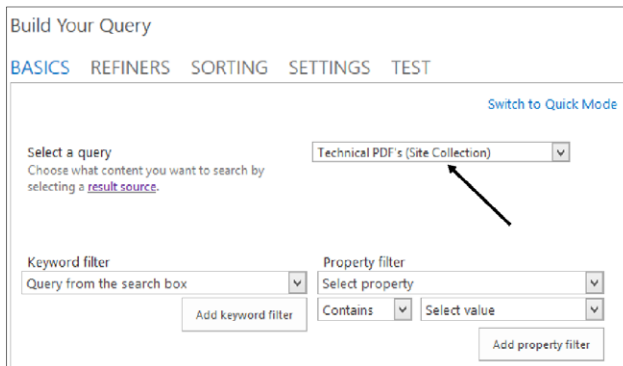 Build Your Query
BASICS REFINERS SORTING SETTINGS TEST
Switch to Quick Mode
Select a query
Choose what content you want to search by
selecting a result source.
Technical PDF's (Site Collection)
Keyword filter
Query from the search box
Add keyword filter
Property filter
Select property
Contains Select value
Add property filter